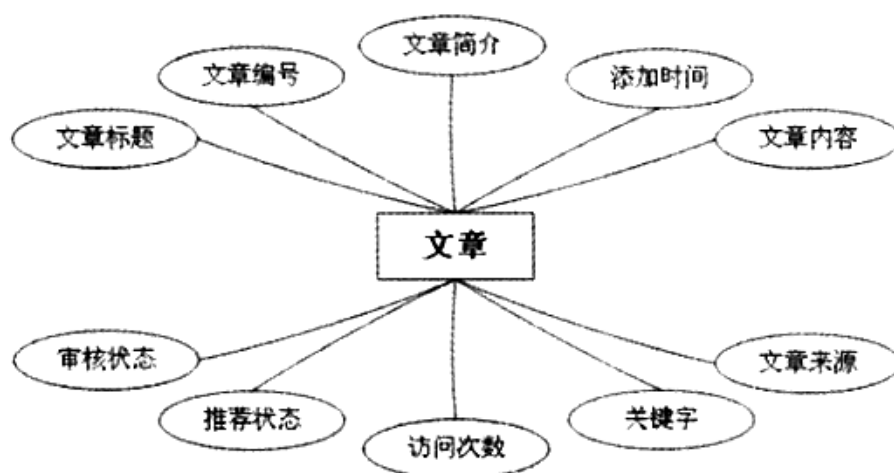 文章简介
文章编号
添加时间
文章标题
文章内容
文章
审核状态
文章来源
推荐状态
关键字
访问次数